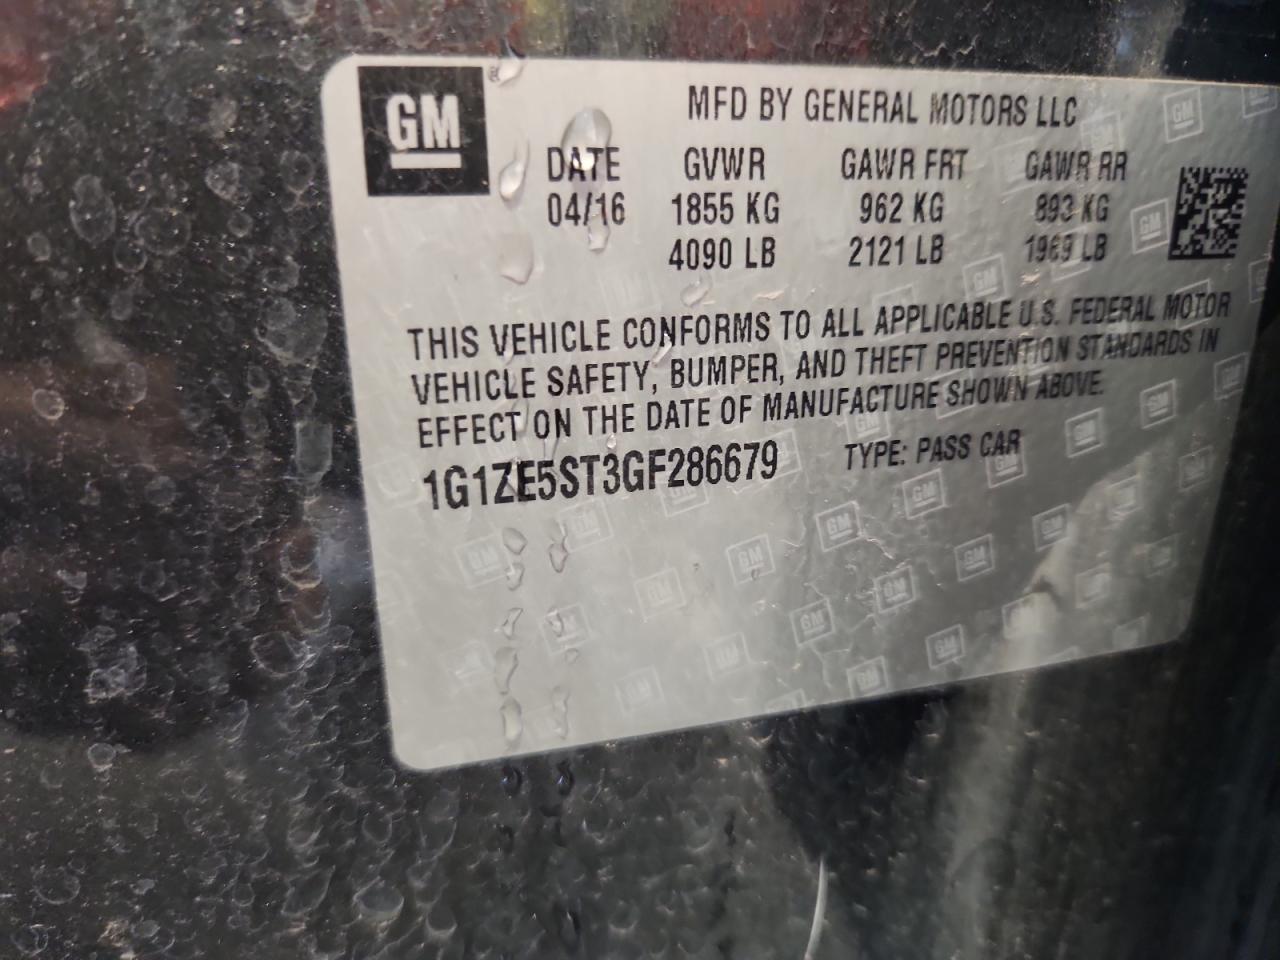 GM
MFD BY GENERAL MOTORS LLC
DATE GVWR GAWR FRT GAWR RR
04/16 1855 KG 962 KG 893 KG
4090 LB 2121 LB 1969 LB
THIS VEHICLE CONFORMS TO ALL APPLICABLE U.S. FEDERAL MOTOR
VEHICLE SAFETY, BUMPER, AND THEFT PREVENTION STANDARDS IN
EFFECT ON THE DATE OF MANUFACTURE SHOWN ABOVE.
1G1ZE5ST3GF286679 TYPE: PASS CAR